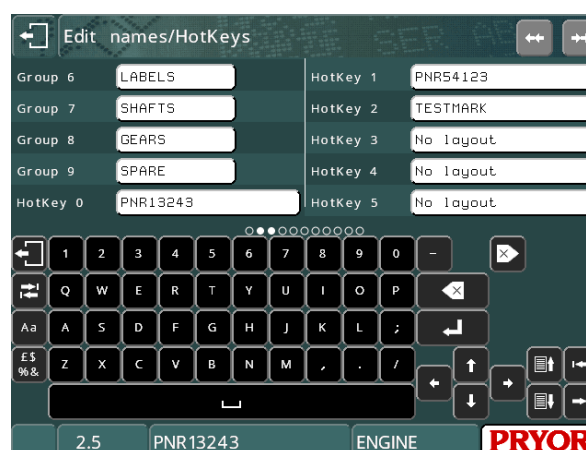 Edit names/HotKeys
Group 6 LABELS HotKey 1 PNR54123
Group 7 SHAFTS HotKey 2 TESTMARK
Group 8 GEARS HotKey 3 No layout
Group 9 SPARE HotKey 4 No layout
HotKey 0 PNR13243 HotKey 5 No layout
1 2 3 4 5 6 7 8 9 0 -
Q W E R T Y U I O P
Aa A S D F G H J K L ;
£$
%& Z X C V B N M , . /
2.5 PNR13243 ENGINE PRYOR